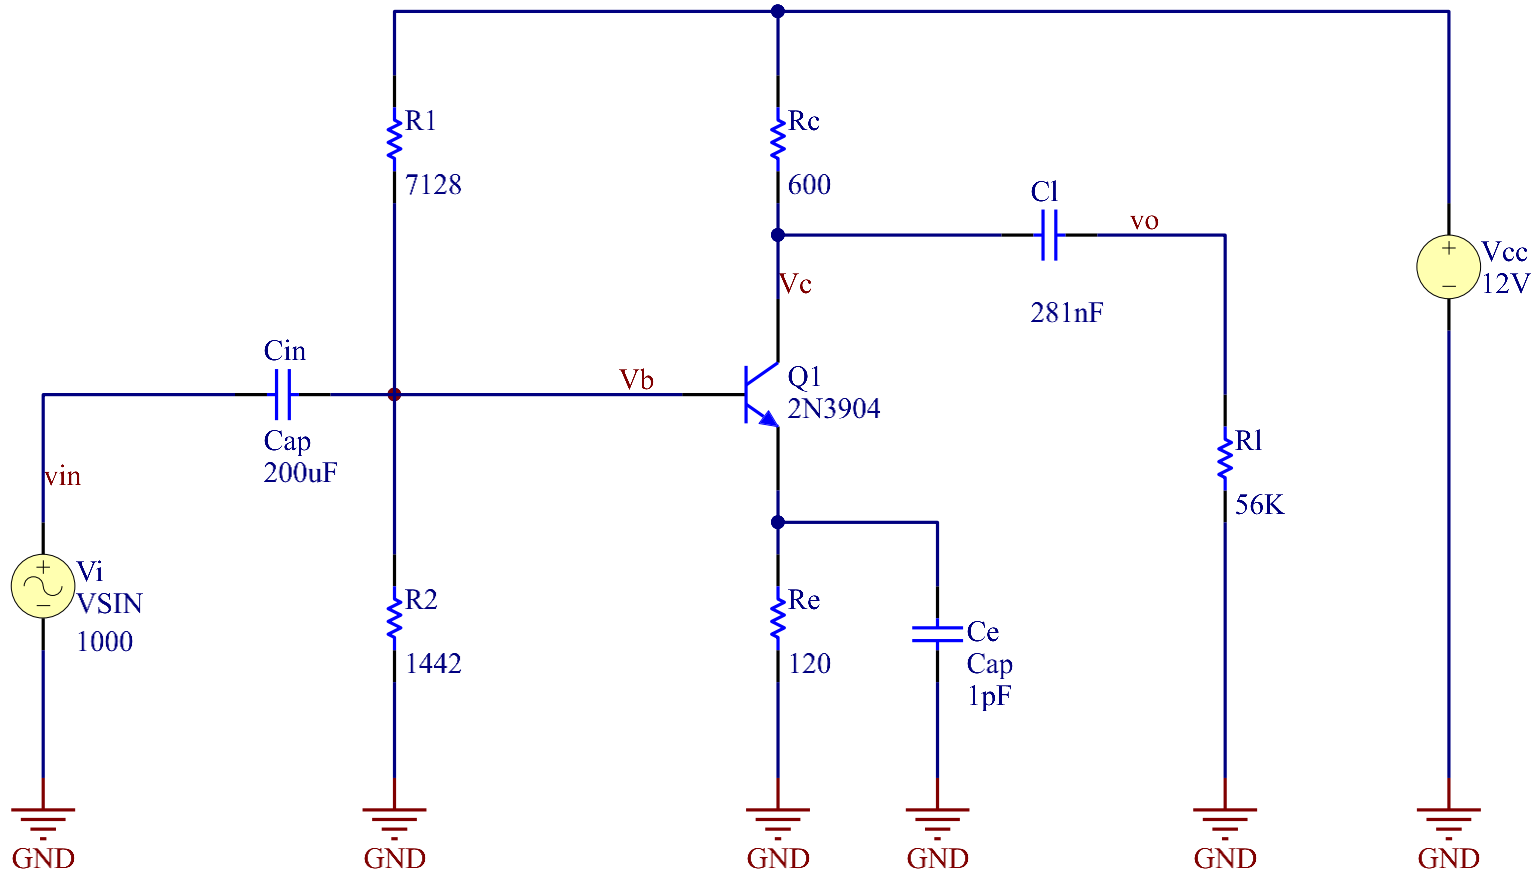 R1
7128
Rc
600
Cl
281nF
vo
Vcc
12V
Vc
Cin
Cap
200uF
Vb
Q1
2N3904
Rl
56K
vin
Vi
VSIN
1000
R2
1442
Re
120
Ce
Cap
1pF
GND
GND
GND
GND
GND
GND